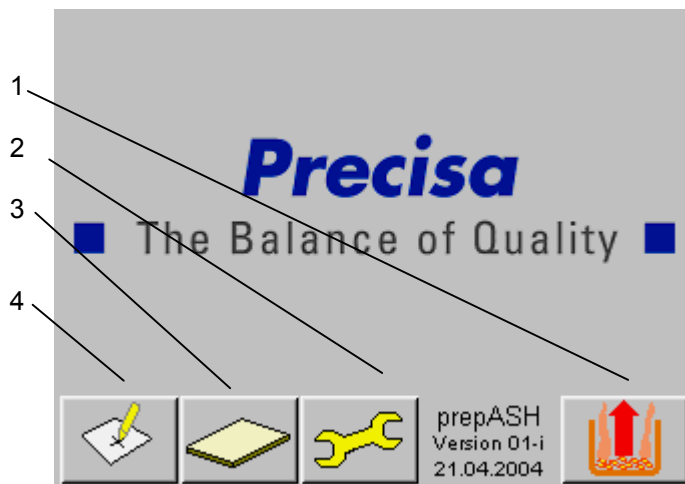 1
2
3
4
Precisa
The Balance of Quality
prepASH
Version 01-i
21.04.2004